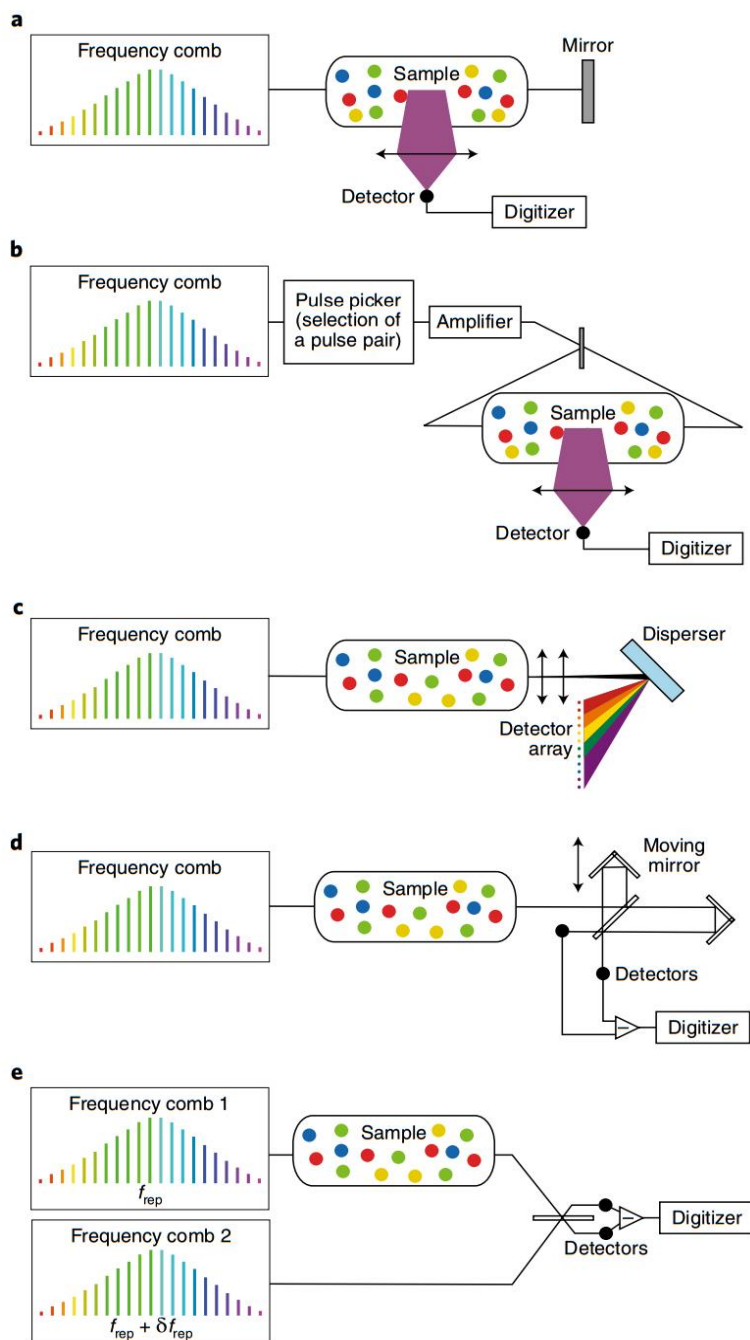 a
Frequency comb
Sample
Mirror
Detector
Digitizer
b
Frequency comb
Pulse picker
(selection of
a pulse pair)
Amplifier
Sample
Detector
Digitizer
c
Frequency comb
Sample
Disperser
Detector
array
d
Frequency comb
Sample
Moving
mirror
Detectors
Digitizer
e
Frequency comb 1
f_rep
Sample
Digitizer
Detectors
Frequency comb 2
f_rep + δf_rep